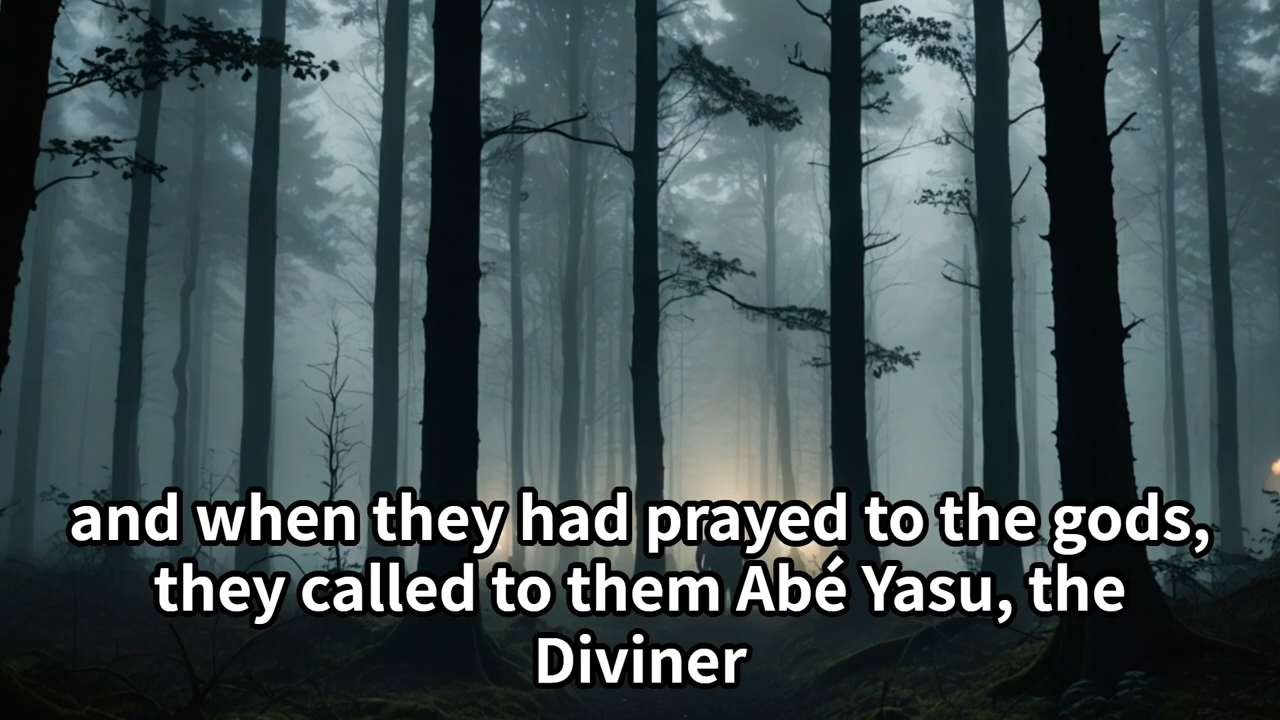 and when they had prayed to the gods,
they called to them Abé Yasu, the
Diviner